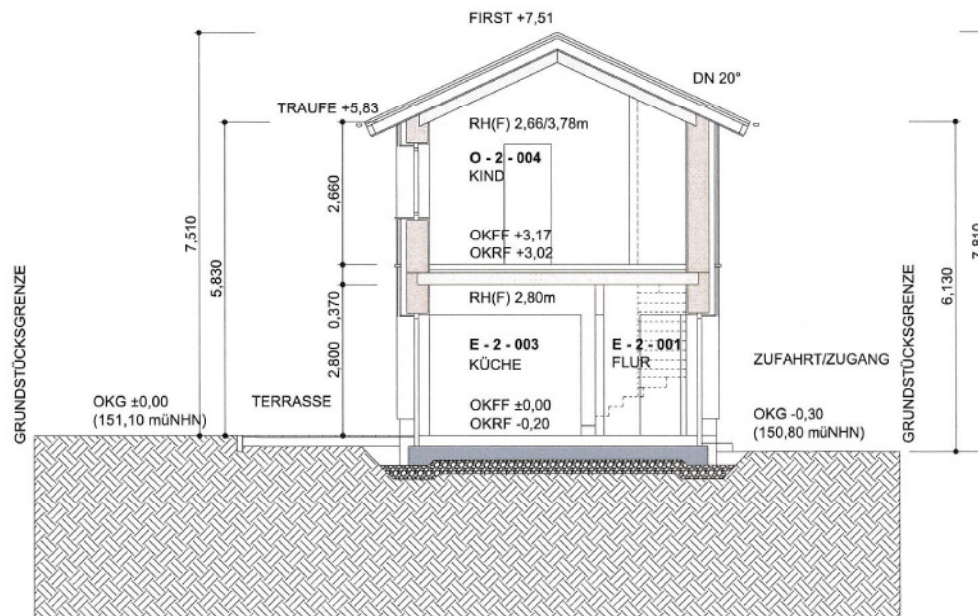 FIRST +7,51
DN 20°
TRAUFE +5,83
RH(F) 2,66/3,78m
O - 2 - 004
KIND
2,660
7,510
5,830
7,810
6,130
OKFF +3,17
OKRF +3,02
GRUNDSTÜCKSGRENZE
GRUNDSTÜCKSGRENZE
0,370
RH(F) 2,80m
2,800
E - 2 - 003
KÜCHE
E - 2 - 001
FLUR
ZUFAHRT/ZUGANG
OKG ±0,00
(151,10 müNHN)
TERRASSE
OKFF ±0,00
OKRF -0,20
OKG -0,30
(150,80 müNHN)